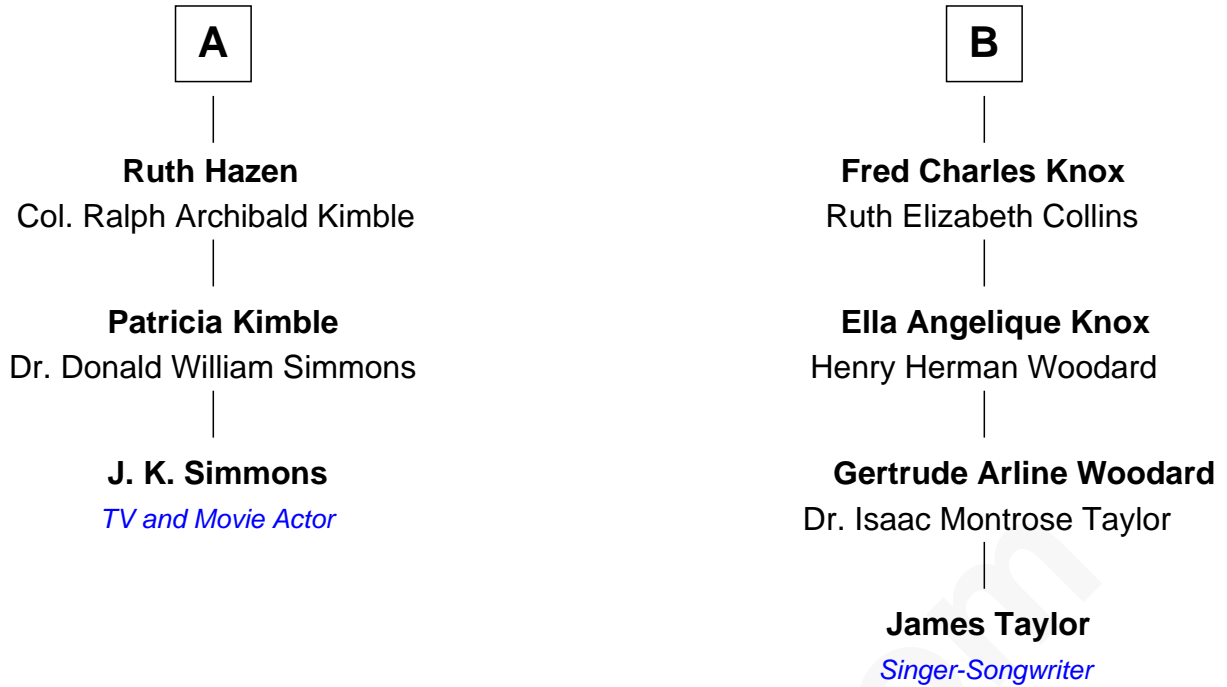 A
Ruth Hazen
Col. Ralph Archibald Kimble
Patricia Kimble
Dr. Donald William Simmons
J. K. Simmons
TV and Movie Actor
B
Fred Charles Knox
Ruth Elizabeth Collins
Ella Angelique Knox
Henry Herman Woodard
Gertrude Arline Woodard
Dr. Isaac Montrose Taylor
James Taylor
Singer-Songwriter